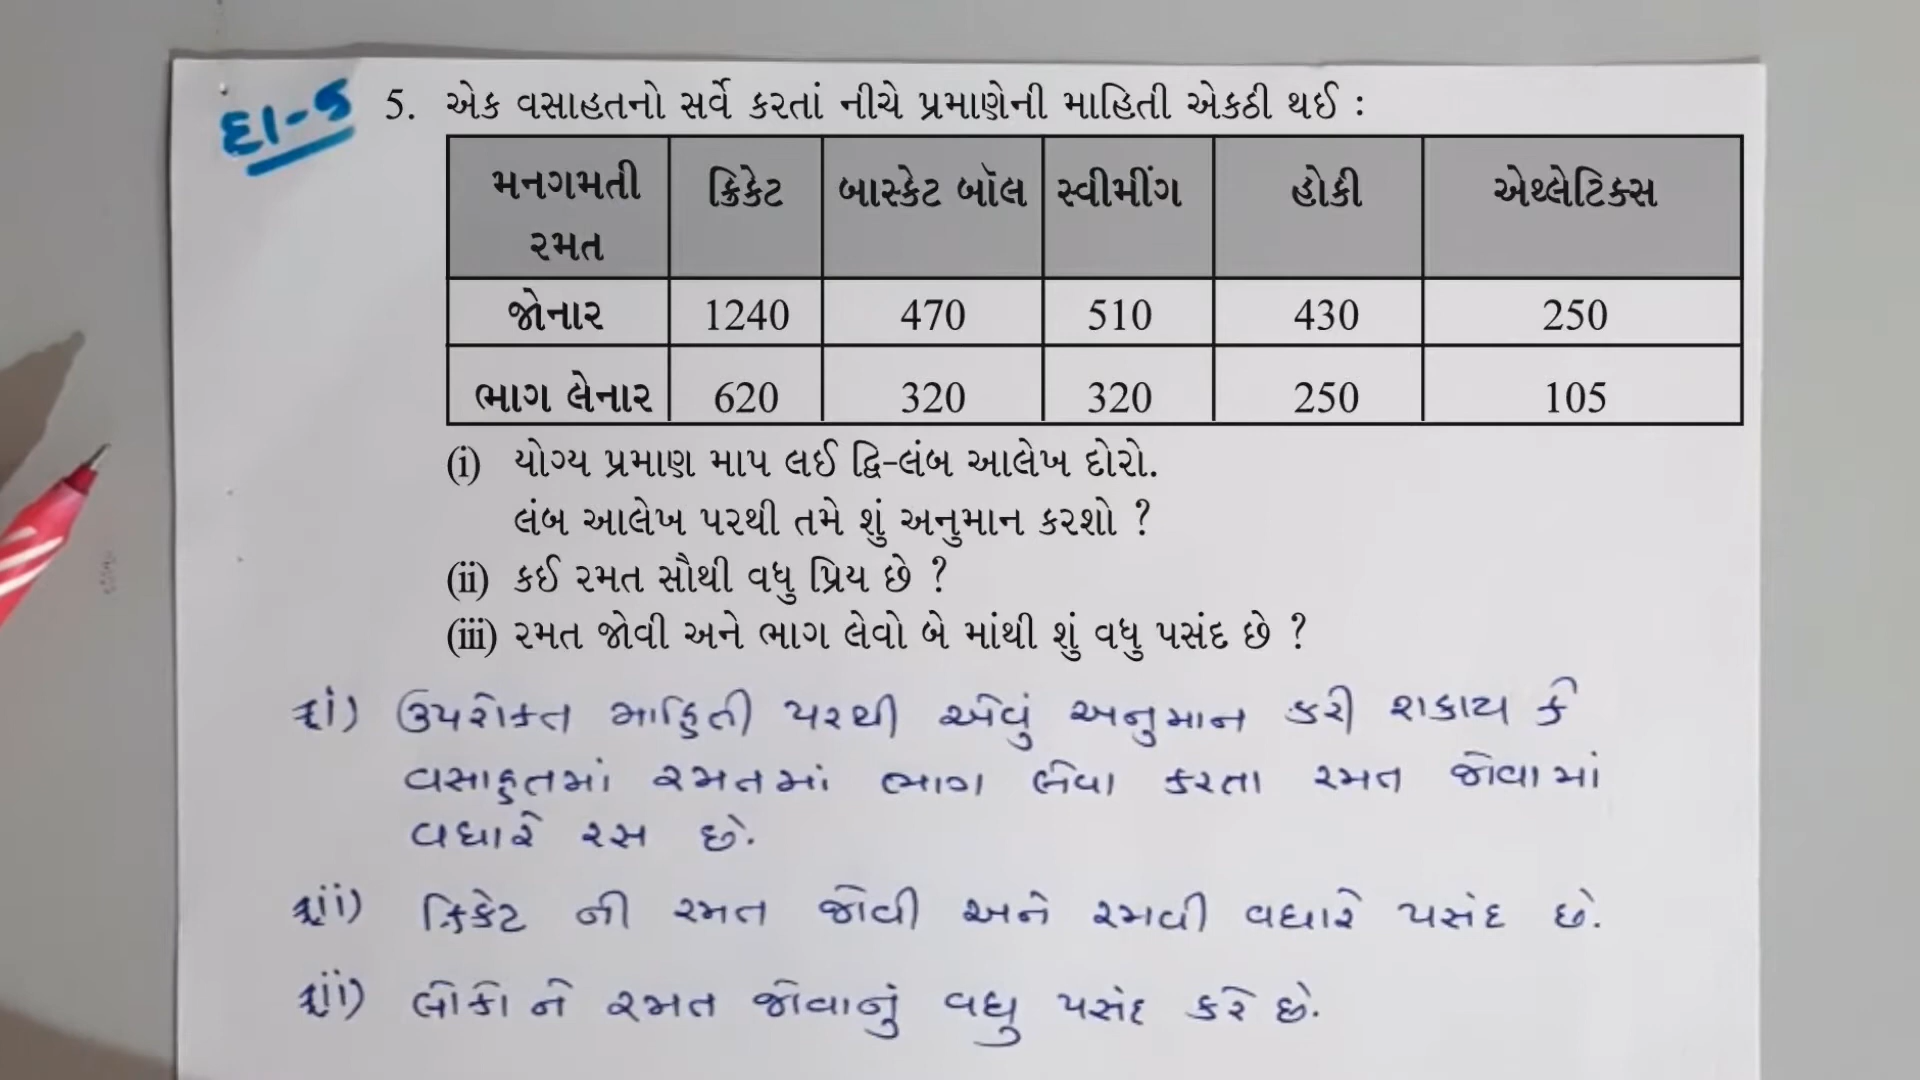 દા-5
5. એક વસાહતનો સર્વે કરતાં નીચે પ્રમાણેની માહિતી એકઠી થઈ :
મનગમતી રમત ક્રિકેટ બાસ્કેટ બૉલ સ્વીમીંગ હોકી એથ્લેટિક્સ
જોનાર 1240 470 510 430 250
ભાગ લેનાર 620 320 320 250 105
(i) યોગ્ય પ્રમાણ માપ લઈ દ્વિ-લંબ આલેખ દોરો.
લંબ આલેખ પરથી તમે શું અનુમાન કરશો ?
(ii) કઈ રમત સૌથી વધુ પ્રિય છે ?
(iii) રમત જોવી અને ભાગ લેવો બે માંથી શું વધુ પસંદ છે ?
i) ઉપરોક્ત માહિતી પરથી એવું અનુમાન કરી શકાય કે
વસાહતમાં રમતમાં ભાગ લેવા કરતા રમત જોવામાં
વધારે રસ છે.
ii) ક્રિકેટ ની રમત જોવી અને રમવી વધારે પસંદ છે.
iii) લોકો ને રમત જોવાનું વધુ પસંદ કરે છે.